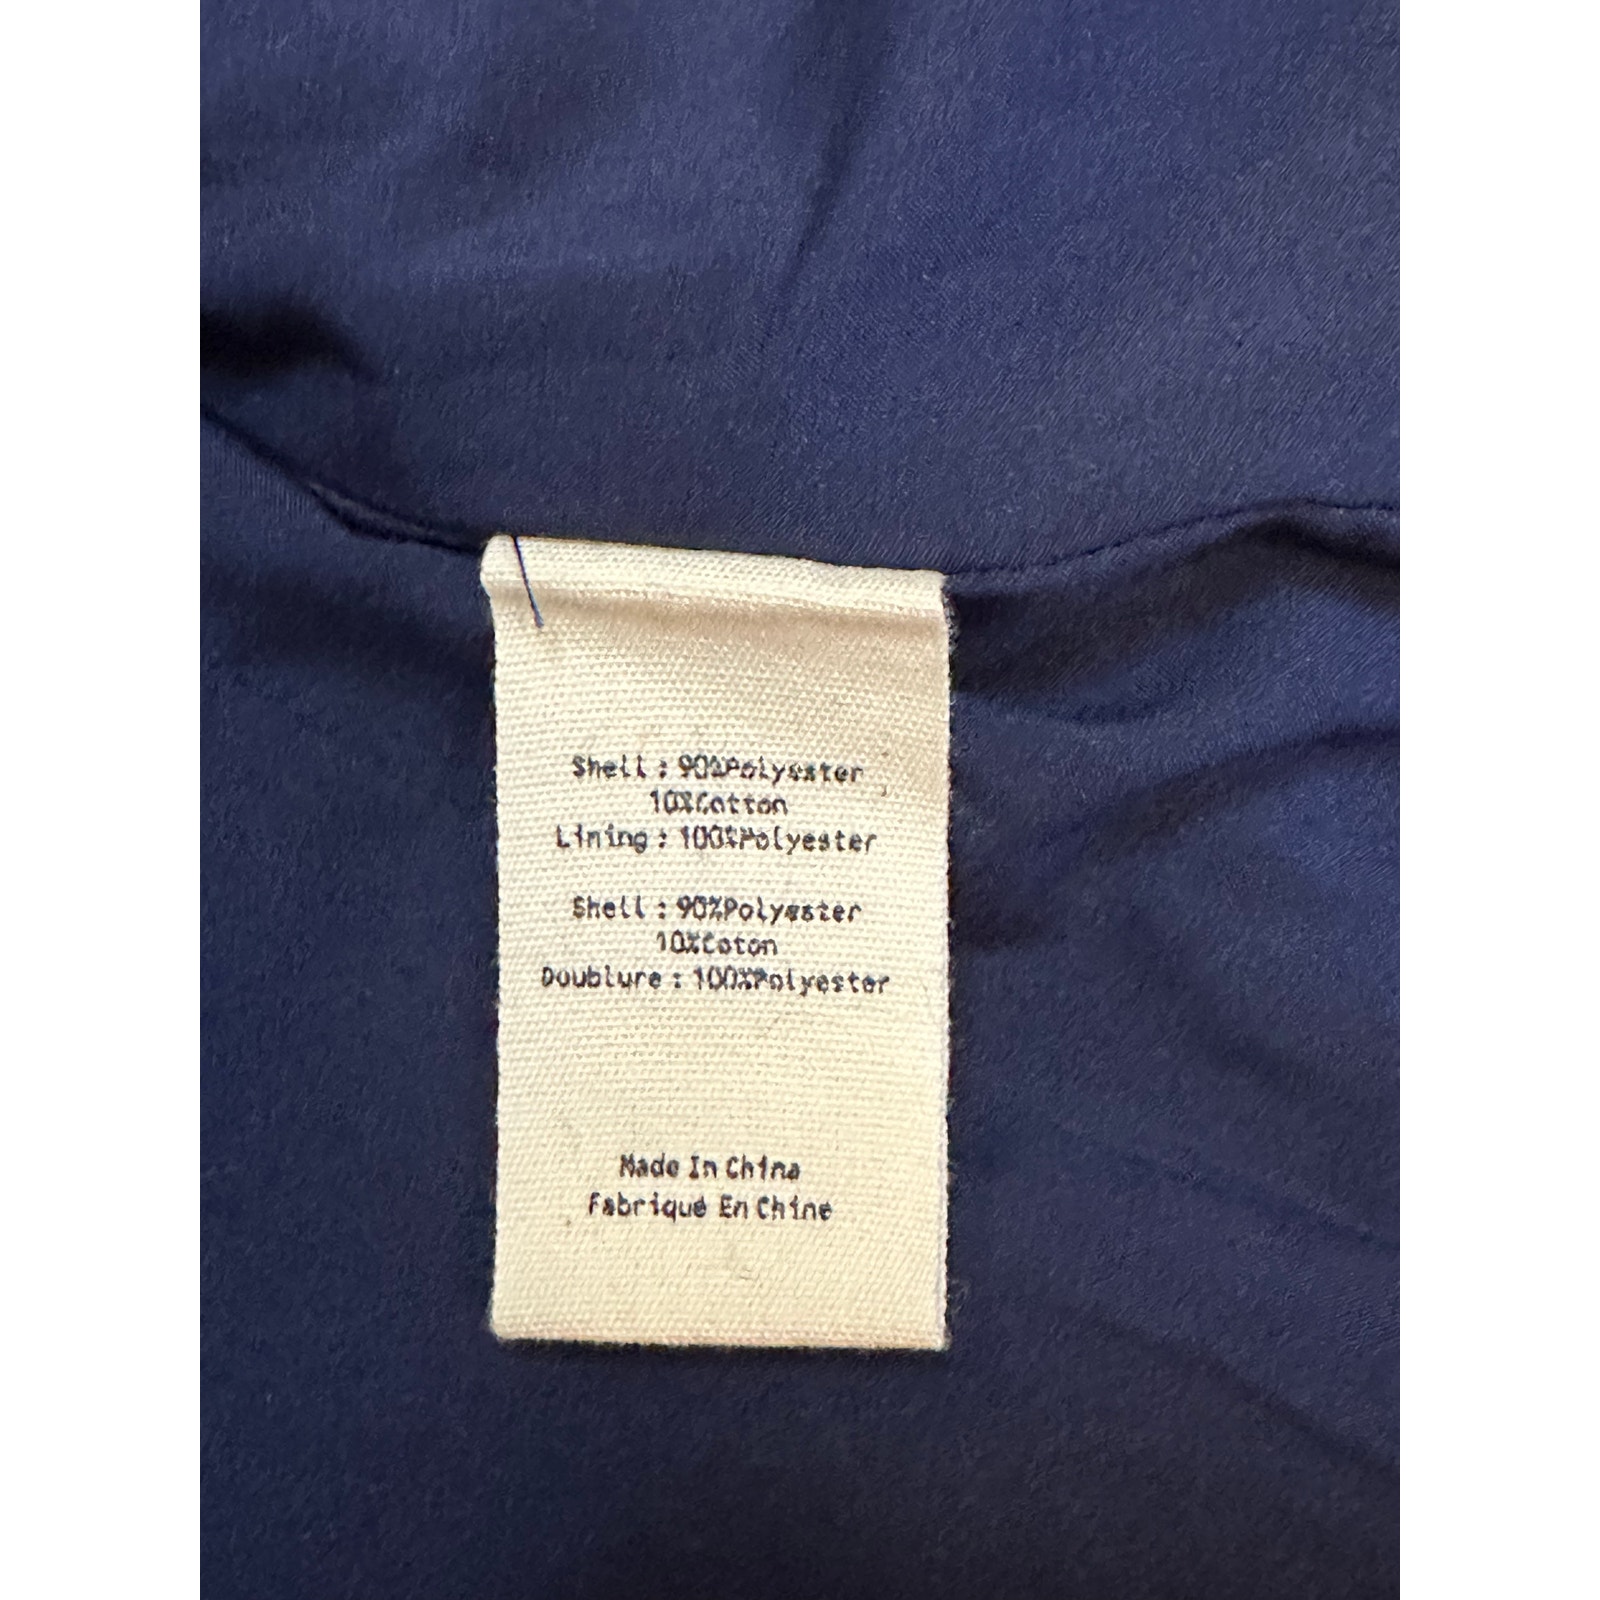 Shell : 90%Polyester
10%Cotton
Lining : 100%Polyester
Shell : 90%Polyester
10%Coton
Doublure : 100%Polyester
Made In China
Fabriqué En Chine